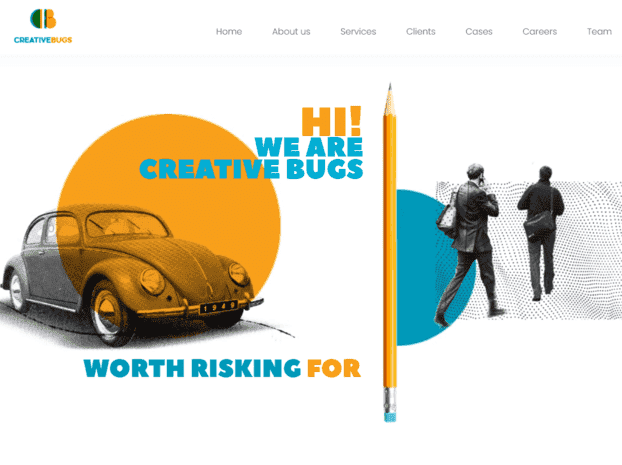 CREATIVEBUGS
Home About us Services Clients Cases Careers Team
HI!
WE ARE
CREATIVE BUGS
1949
WORTH RISKING FOR